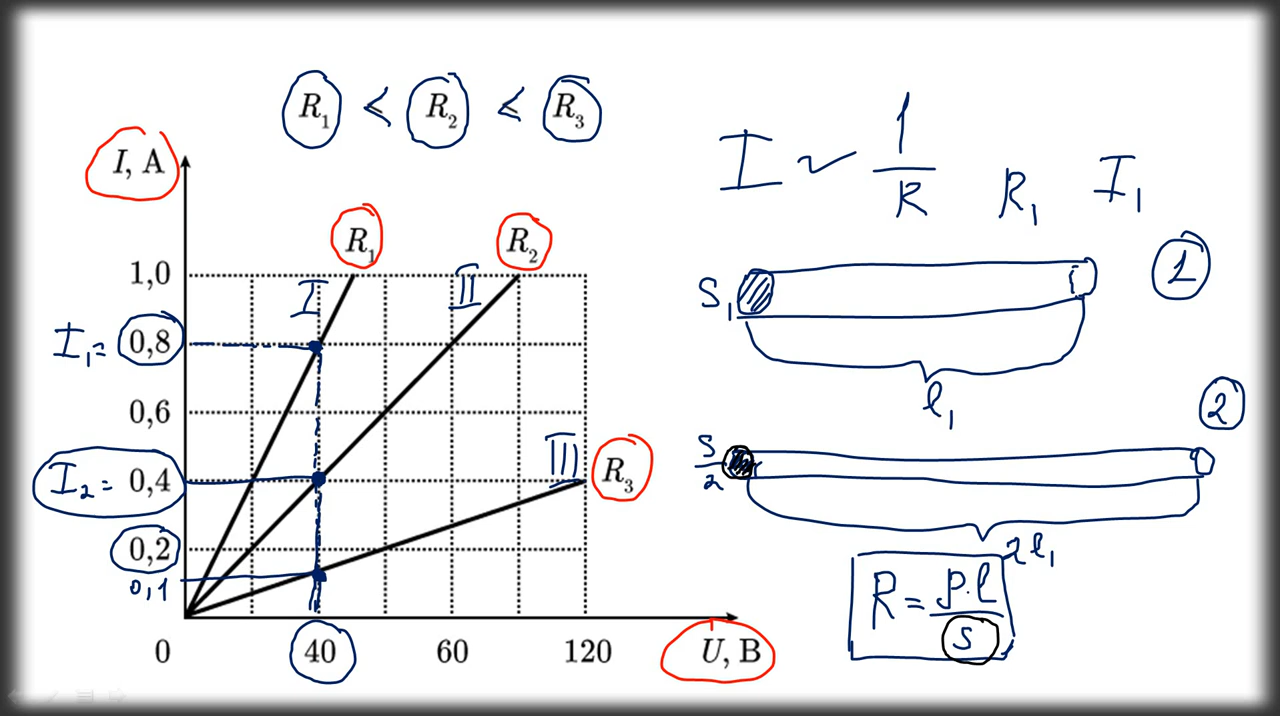 R₁ < R₂ < R₃
I, A
I ~ 1/R R₁ I₁
R₁
R₂
I
II
1,0
S₁
1
I₁= 0,8
l₁
0,6
2
III
R₃
I₂ = 0,4
S/2
0,2
2l₁
0,1
R = ρ·l/S
0 40 60 120 U, B